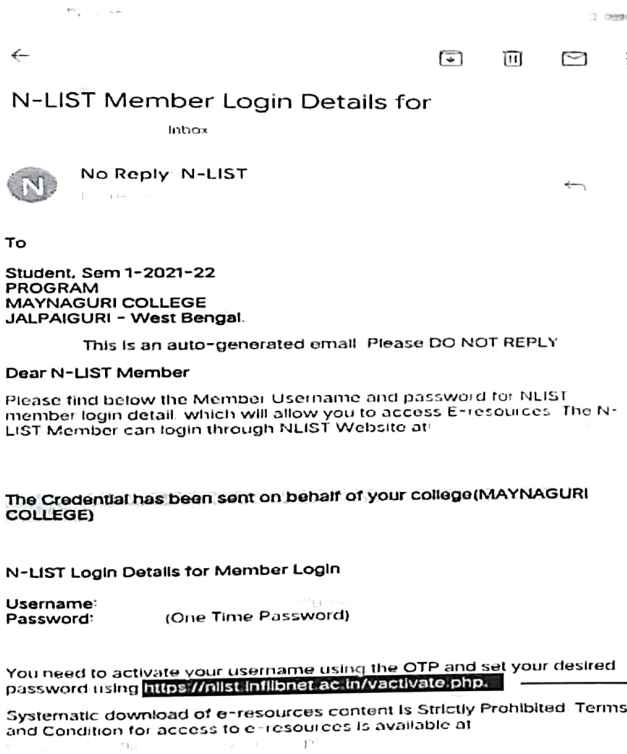 N-LIST Member Login Details for
Inbox
N
No Reply N-LIST
To
Student, Sem 1-2021-22
PROGRAM
MAYNAGURI COLLEGE
JALPAIGURI - West Bengal.
This is an auto-generated email Please DO NOT REPLY
Dear N-LIST Member
Please find below the Member Username and password for NLIST
member login detail which will allow you to access E-resources The N-
LIST Member can login through NLIST Website at
The Credential has been sent on behalf of your college(MAYNAGURI
COLLEGE)
N-LIST Login Details for Member Login
Username:
Password: (One Time Password)
You need to activate your username using the OTP and set your desired
password using https://nlist.inflibnet.ac.in/vactivate.php.
Systematic download of e-resources content is Strictly Prohibited Terms
and Condition for access to e-resources is available at